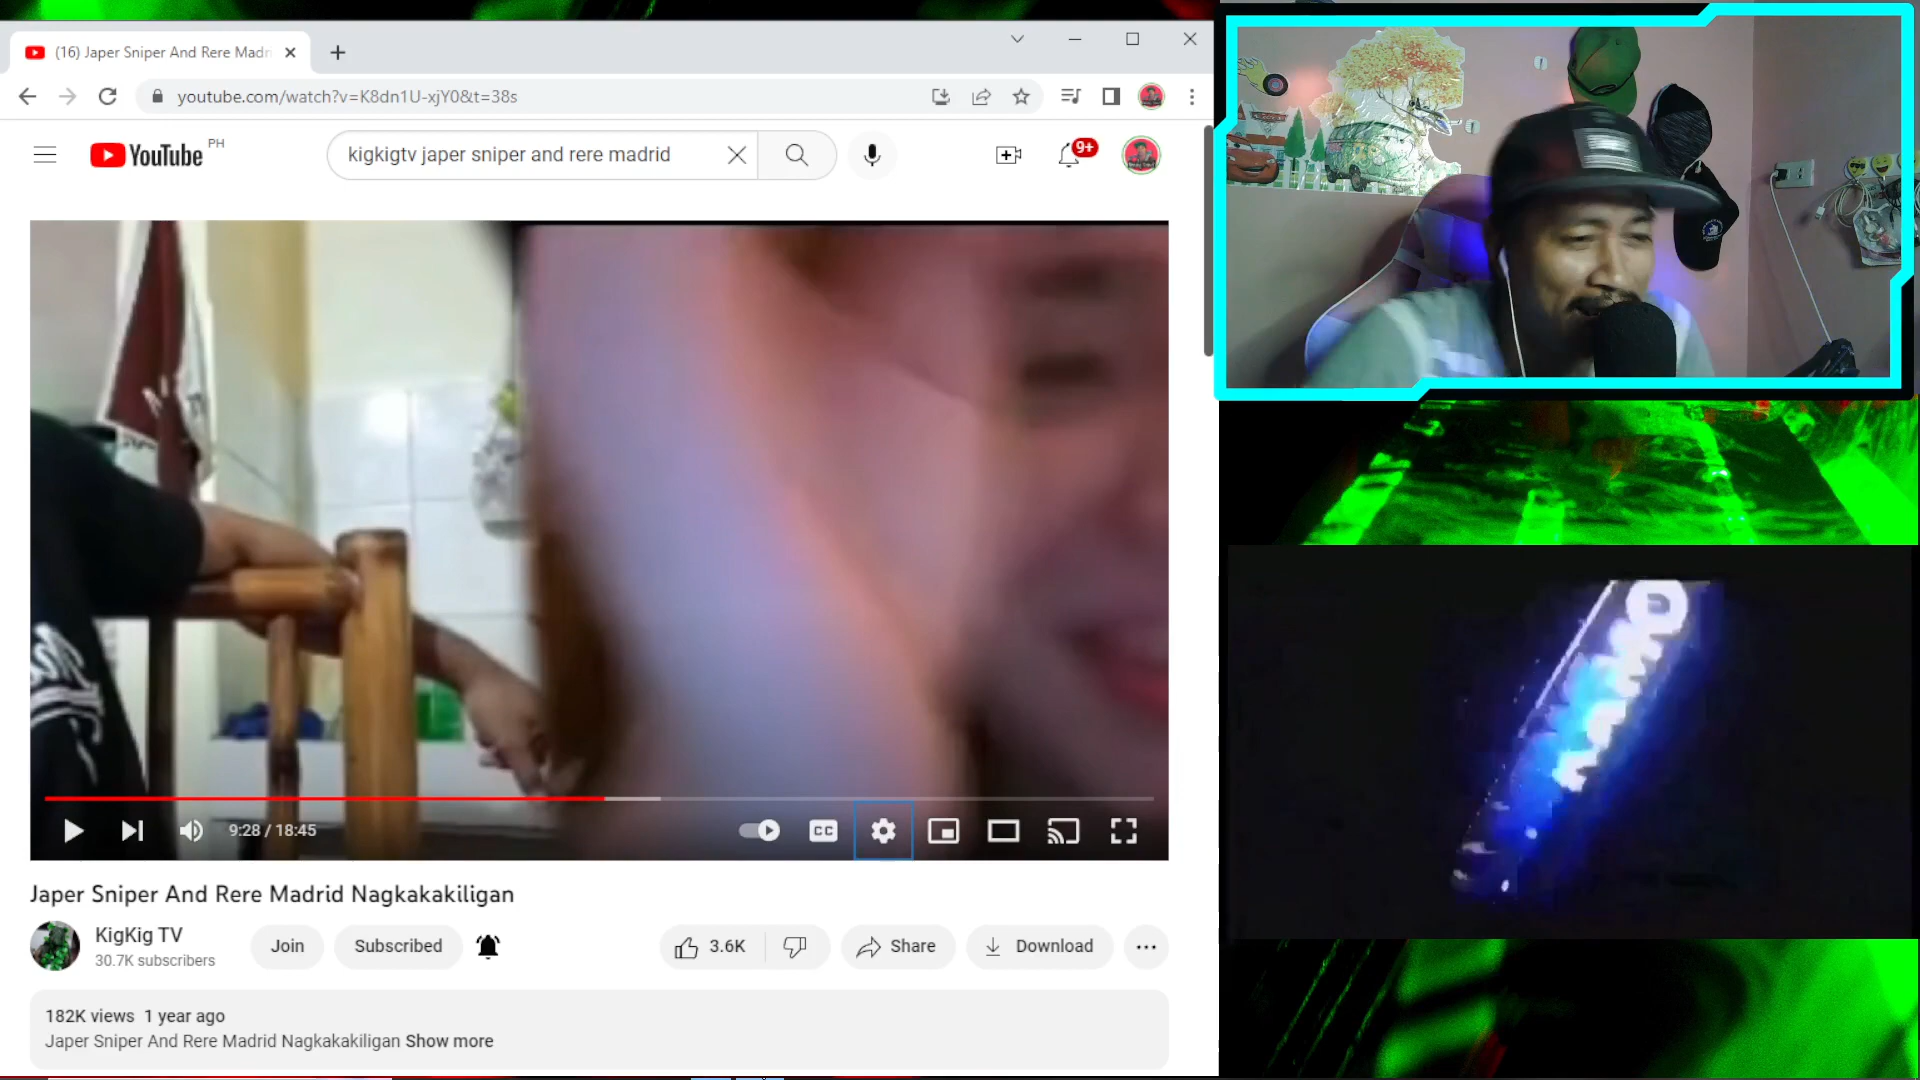 (16) Japer Sniper And Rere Madri
youtube.com/watch?v=K8dn1U-xjY0&t=38s
YouTube PH
kigkigtv japer sniper and rere madrid
9+
9:28 / 18:45
CC
Japer Sniper And Rere Madrid Nagkakakiligan
KigKig TV
30.7K subscribers
Join
Subscribed
3.6K
Share
Download
182K views 1 year ago
Japer Sniper And Rere Madrid Nagkakakiligan Show more